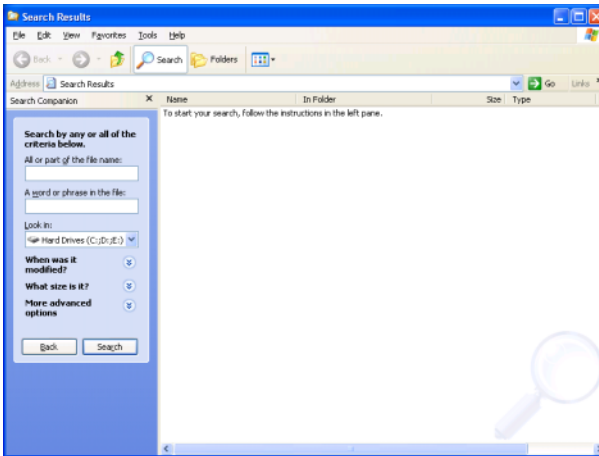 Search Results
File Edit View Favorites Tools Help
Back Search Folders
Address Search Results Go Links
Search Companion Name In Folder Size Type
To start your search, follow the instructions in the left pane.
Search by any or all of the
criteria below.
All or part of the file name:
A word or phrase in the file:
Look in:
Hard Drives (C:;D:;E:)
When was it
modified?
What size is it?
More advanced
options
Back Search